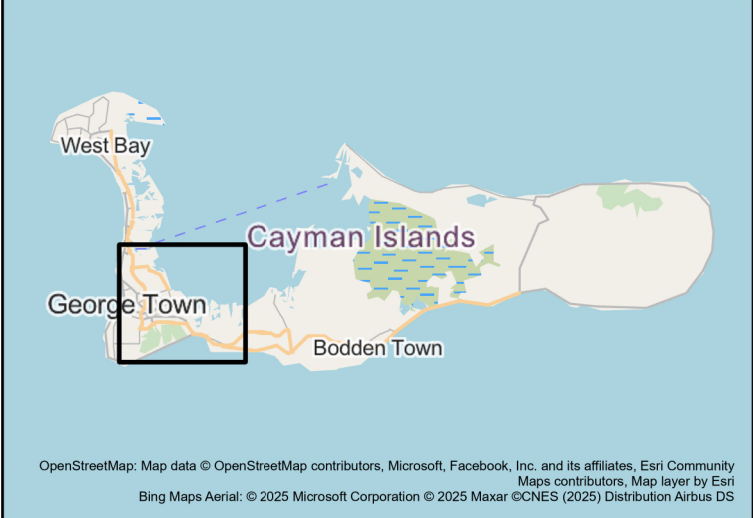 West Bay
Cayman Islands
George Town
Bodden Town
OpenStreetMap: Map data © OpenStreetMap contributors, Microsoft, Facebook, Inc. and its affiliates, Esri Community
Maps contributors, Map layer by Esri
Bing Maps Aerial: © 2025 Microsoft Corporation © 2025 Maxar ©CNES (2025) Distribution Airbus DS